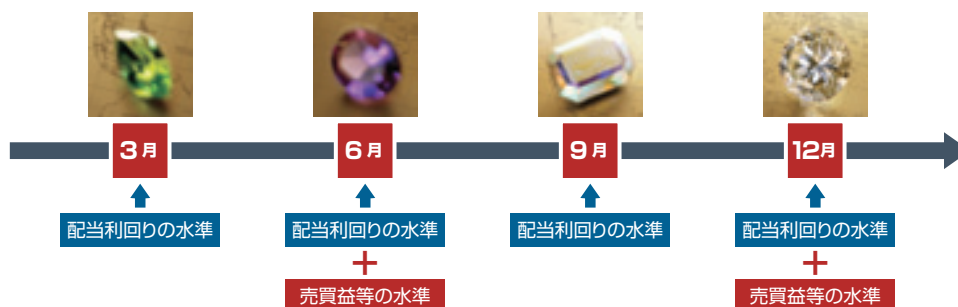 3月
6月
9月
12月
配当利回りの水準
配当利回りの水準
配当利回りの水準
配当利回りの水準
+
+
売買益等の水準
売買益等の水準